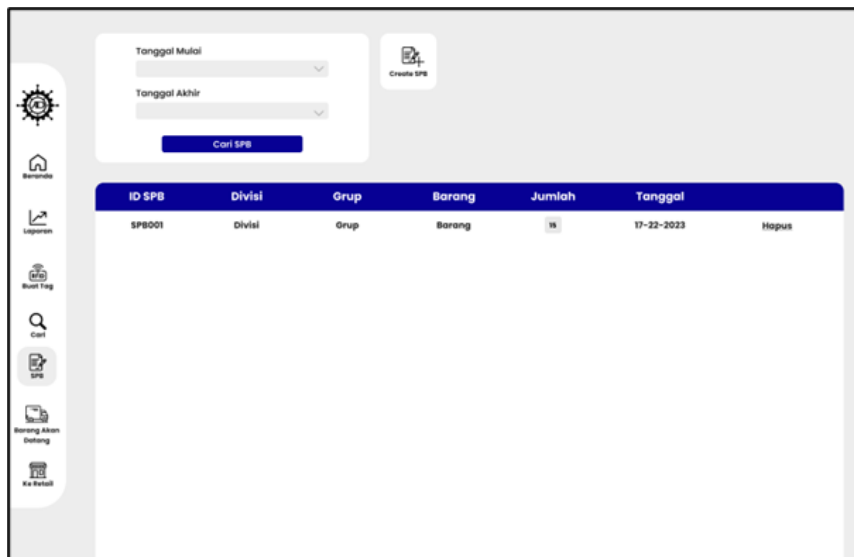 Tanggal Mulai
Tanggal Akhir
Cari SPB
Create SPB
Beranda
Laporan
RFID
Buat Tag
Cari
SPB
Barang Akan
Datang
Ke Retail
ID SPB Divisi Grup Barang Jumlah Tanggal
SPB001 Divisi Grup Barang 15 17-22-2023 Hapus